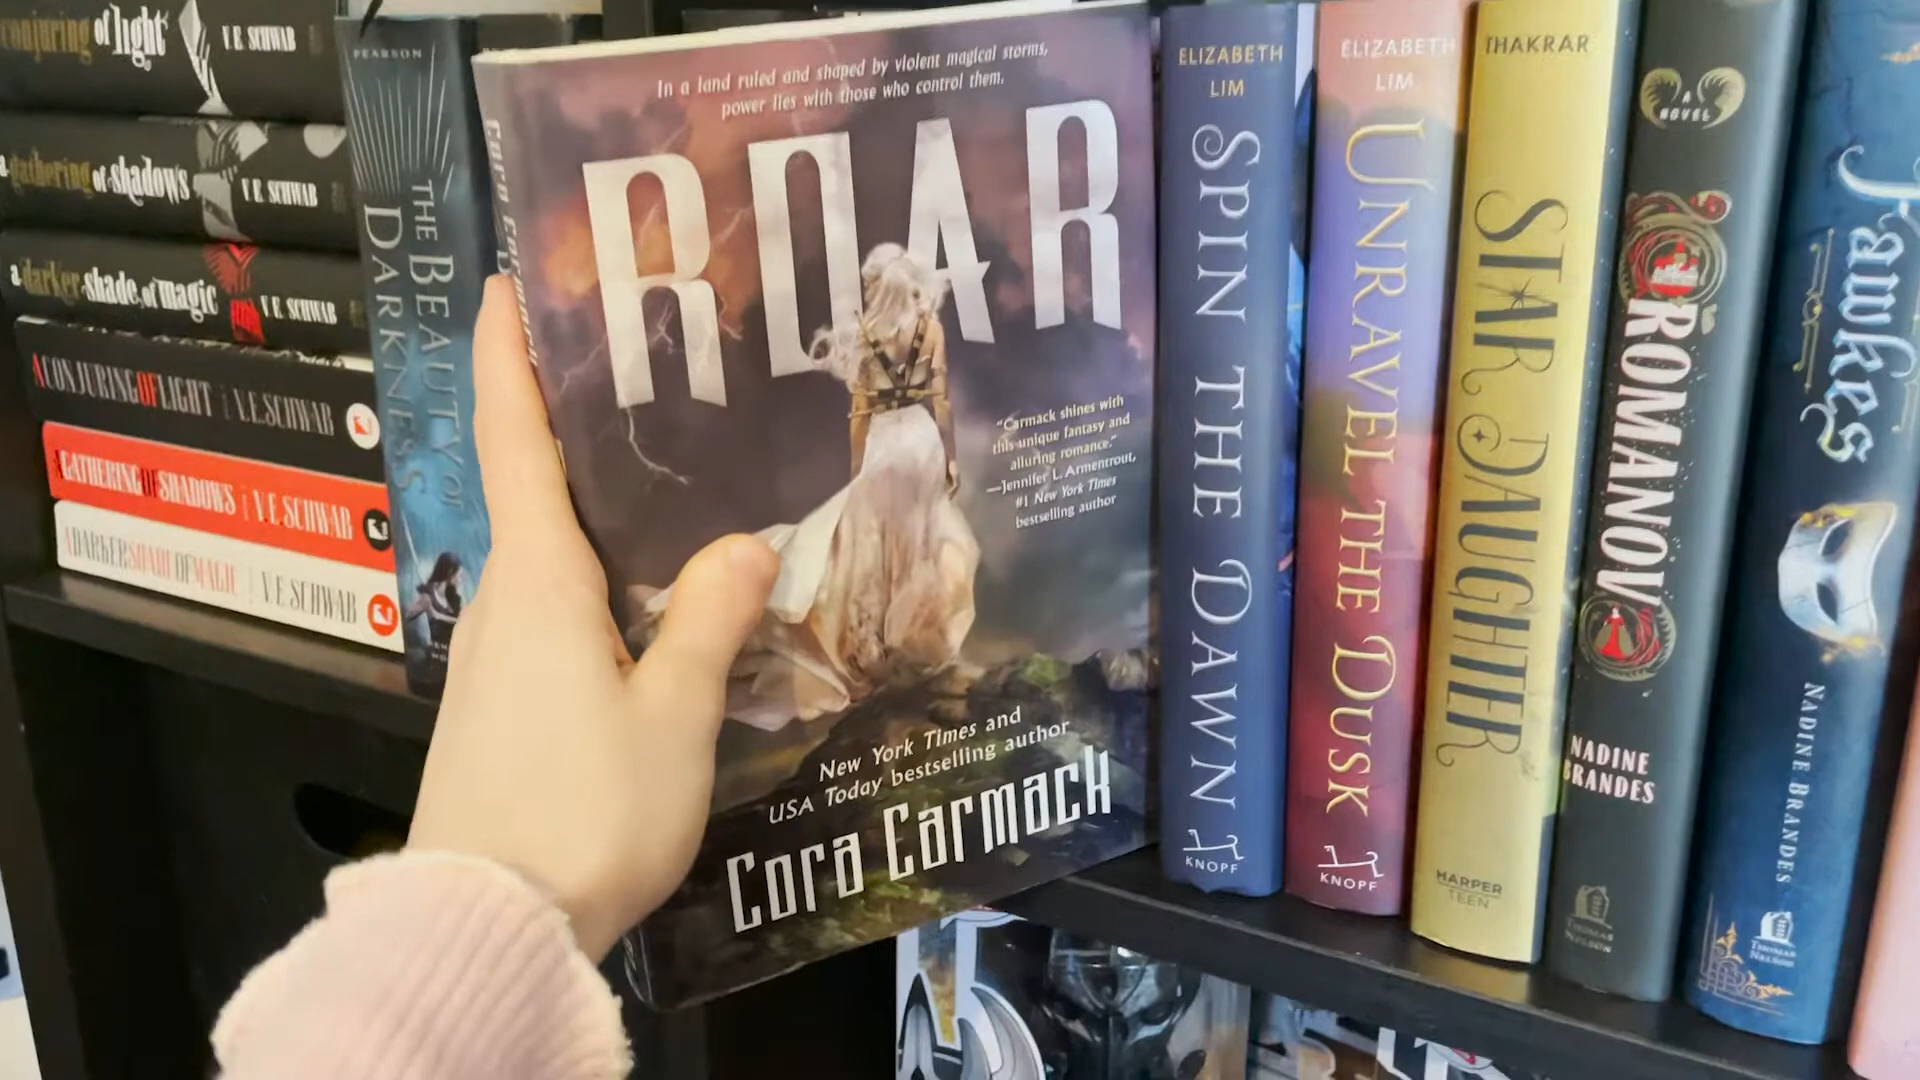 conjuring of light V.E. SCHWAB
a gathering of shadows V.E. SCHWAB
a darker shade of magic V.E. SCHWAB
A CONJURING OF LIGHT V.E. SCHWAB
A GATHERING OF SHADOWS V.E. SCHWAB
A DARKER SHADE OF MAGIC V.E. SCHWAB
PEARSON
THE BEAUTY OF
DARKNESS
In a land ruled and shaped by violent magical storms,
power lies with those who control them.
ROAR
"Carmack shines with
this unique fantasy and
alluring romance."
—Jennifer L. Armentrout,
#1 New York Times
bestselling author
New York Times and
USA Today bestselling author
Cora Carmack
ELIZABETH
LIM
SPIN THE DAWN
KNOPF
ELIZABETH
LIM
UNRAVEL THE DUSK
KNOPF
THAKRAR
STAR DAUGHTER
HARPER
TEEN
A
NOVEL
ROMANOV
NADINE
BRANDES
THOMAS
NELSON
Fawkes
NADINE BRANDES
THOMAS
NELSON